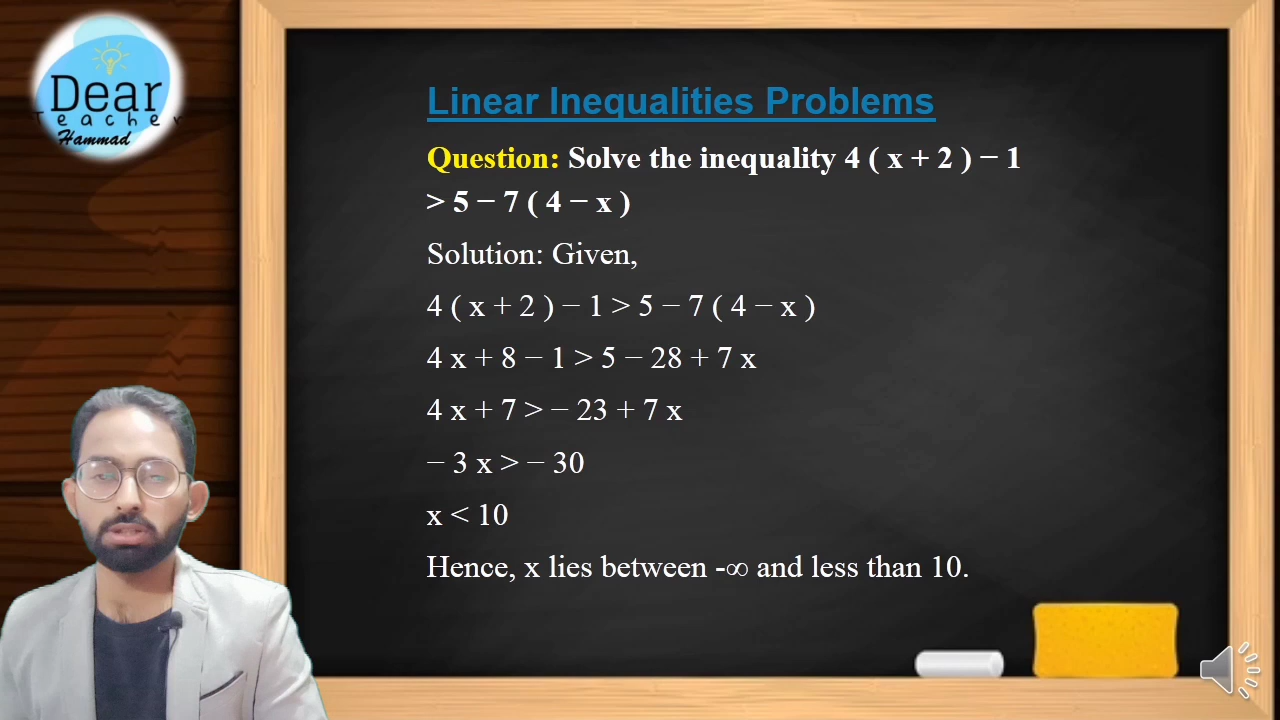 Dear
Teacher
Hammad
Linear Inequalities Problems
Question: Solve the inequality 4 ( x + 2 ) − 1
> 5 − 7 ( 4 − x )
Solution: Given,
4 ( x + 2 ) − 1 > 5 − 7 ( 4 − x )
4 x + 8 − 1 > 5 − 28 + 7 x
4 x + 7 > − 23 + 7 x
− 3 x > − 30
x < 10
Hence, x lies between -∞ and less than 10.